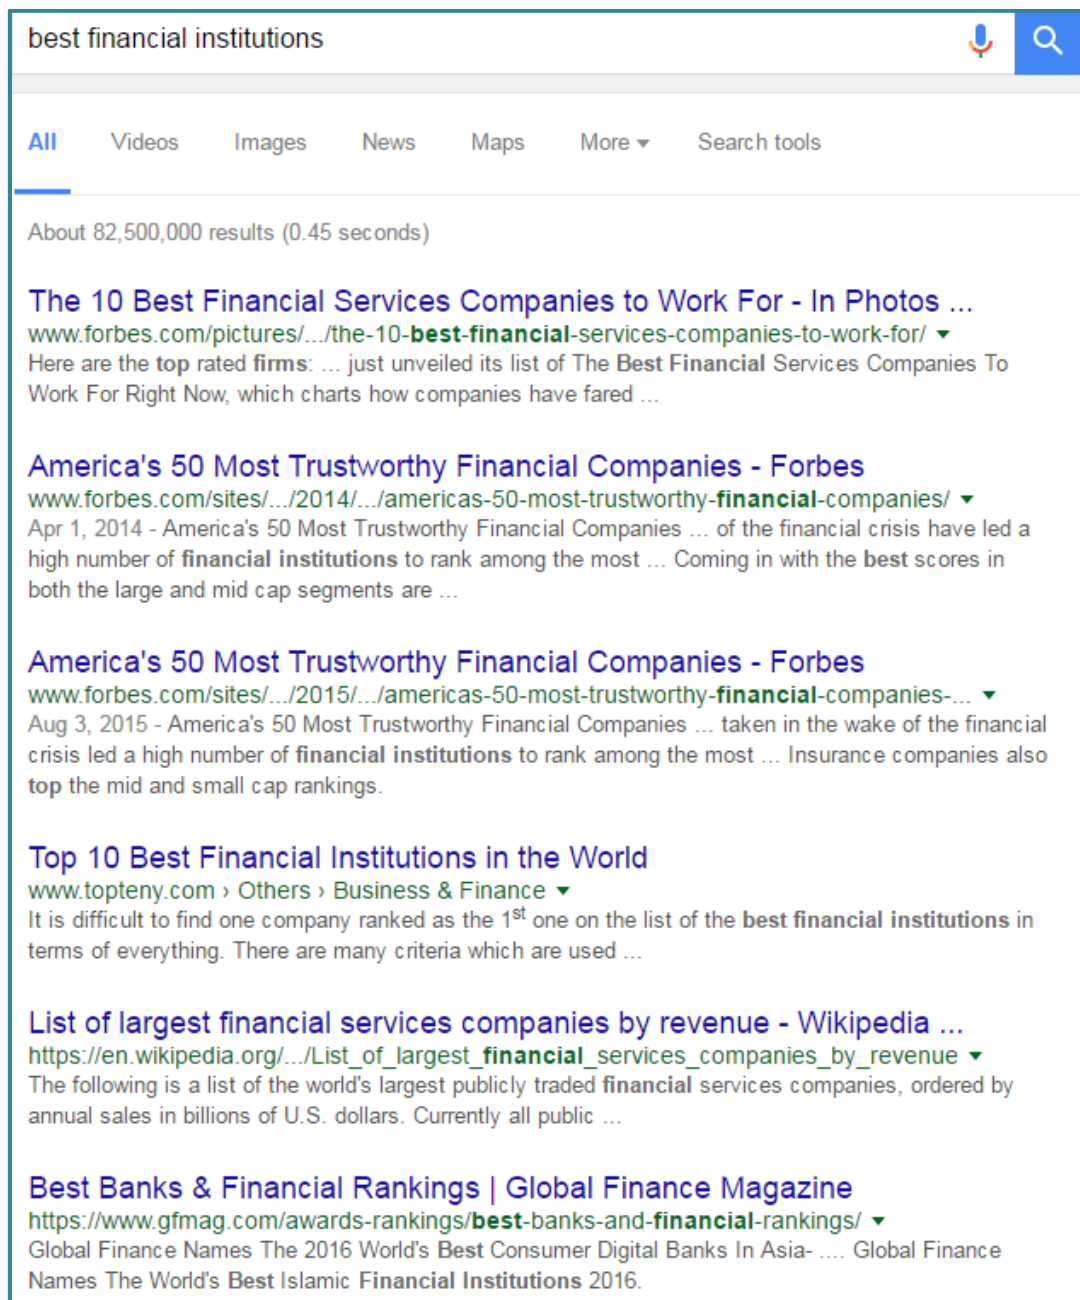 best financial institutions
All Videos Images News Maps More Search tools
About 82,500,000 results (0.45 seconds)
The 10 Best Financial Services Companies to Work For - In Photos ...
www.forbes.com/pictures/.../the-10-best-financial-services-companies-to-work-for/
Here are the top rated firms: ... just unveiled its list of The Best Financial Services Companies To
Work For Right Now, which charts how companies have fared ...
America's 50 Most Trustworthy Financial Companies - Forbes
www.forbes.com/sites/.../2014/.../americas-50-most-trustworthy-financial-companies/
Apr 1, 2014 - America's 50 Most Trustworthy Financial Companies ... of the financial crisis have led a
high number of financial institutions to rank among the most ... Coming in with the best scores in
both the large and mid cap segments are ...
America's 50 Most Trustworthy Financial Companies - Forbes
www.forbes.com/sites/.../2015/.../americas-50-most-trustworthy-financial-companies-...
Aug 3, 2015 - America's 50 Most Trustworthy Financial Companies ... taken in the wake of the financial
crisis led a high number of financial institutions to rank among the most ... Insurance companies also
top the mid and small cap rankings.
Top 10 Best Financial Institutions in the World
www.topteny.com › Others › Business & Finance
It is difficult to find one company ranked as the 1st one on the list of the best financial institutions in
terms of everything. There are many criteria which are used ...
List of largest financial services companies by revenue - Wikipedia ...
https://en.wikipedia.org/.../List_of_largest_financial_services_companies_by_revenue
The following is a list of the world's largest publicly traded financial services companies, ordered by
annual sales in billions of U.S. dollars. Currently all public ...
Best Banks & Financial Rankings | Global Finance Magazine
https://www.gfmag.com/awards-rankings/best-banks-and-financial-rankings/
Global Finance Names The 2016 World's Best Consumer Digital Banks In Asia- .... Global Finance
Names The World's Best Islamic Financial Institutions 2016.